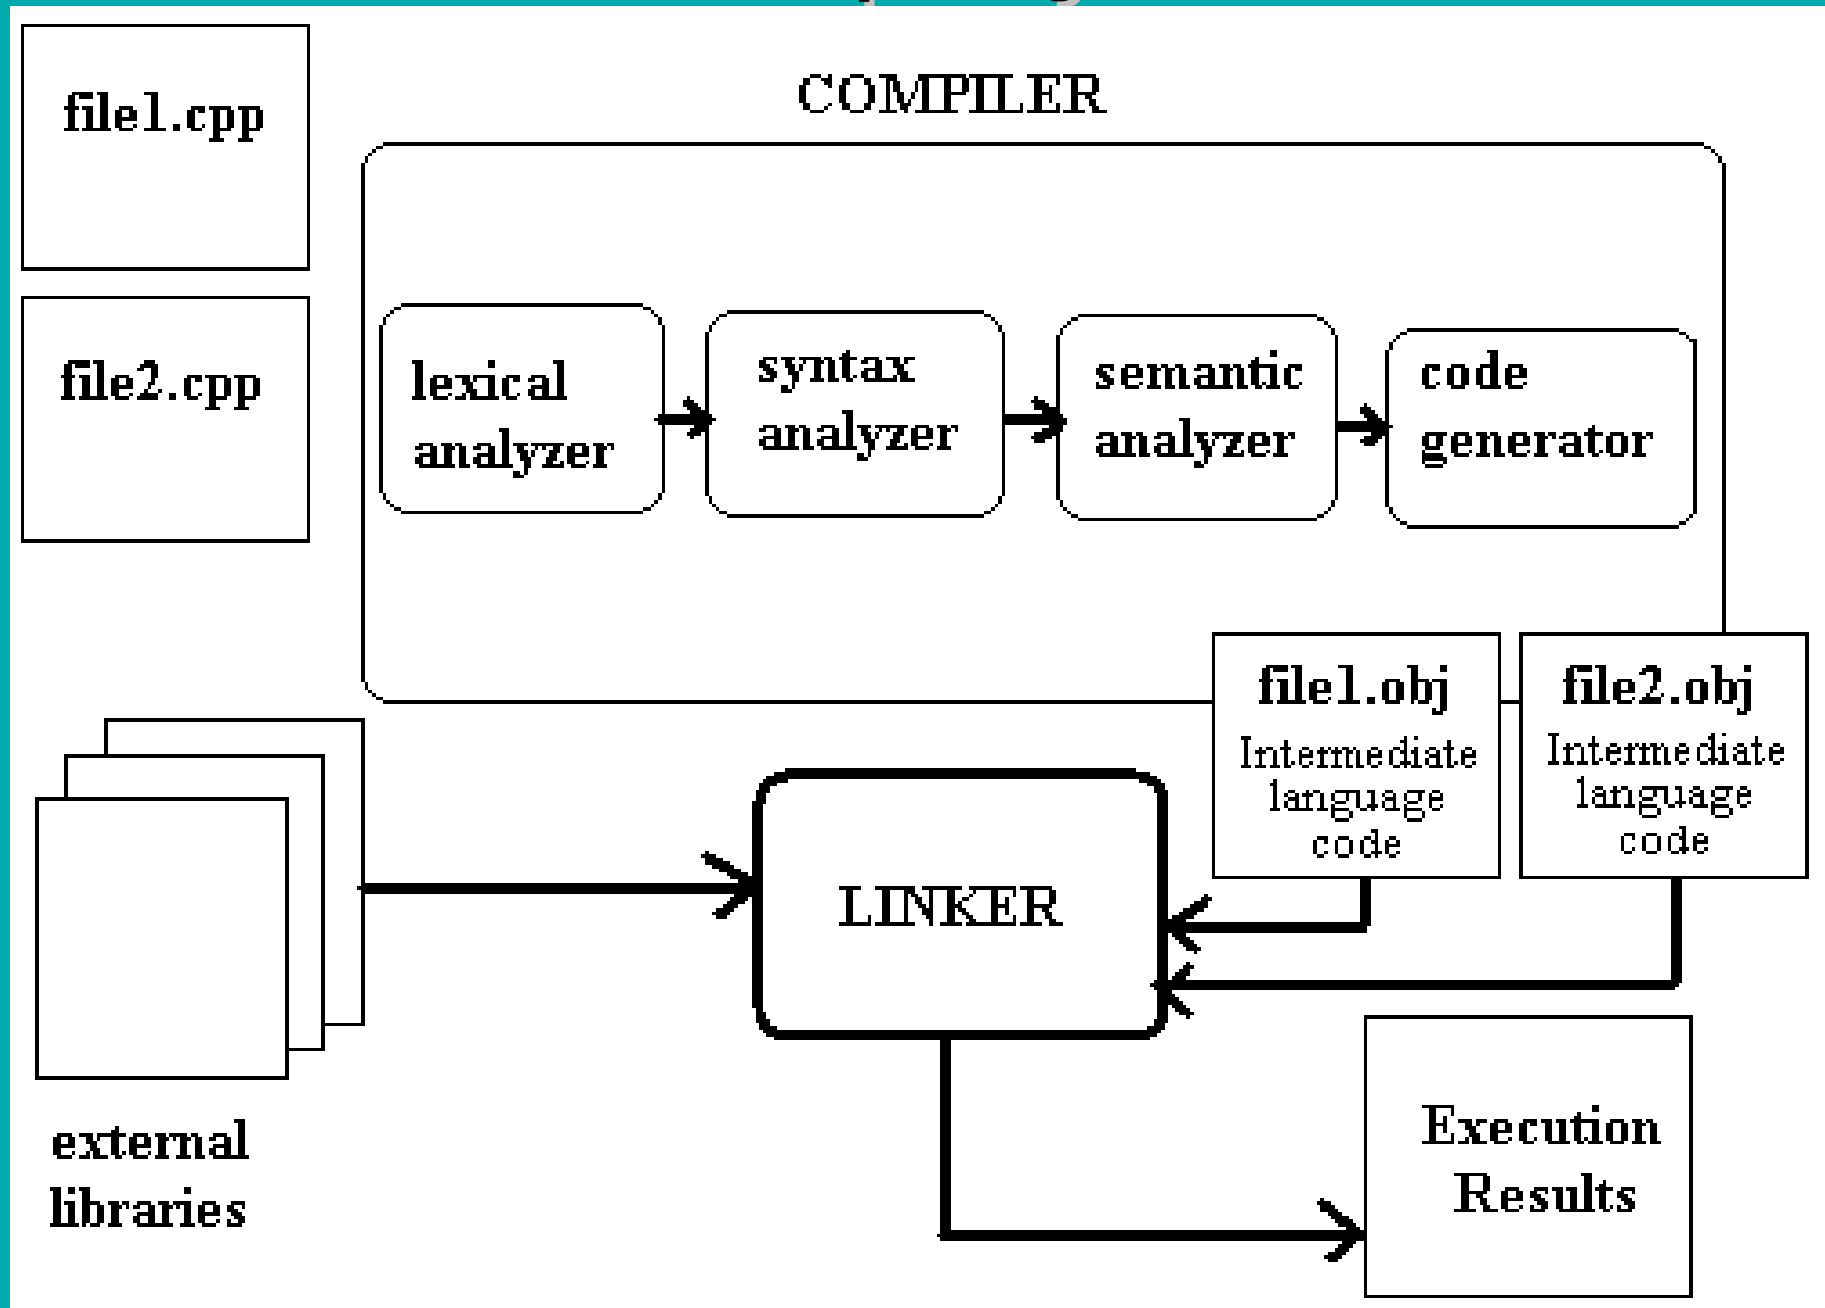 file1.cpp
COMPILER
file2.cpp
lexical
analyzer
syntax
analyzer
semantic
analyzer
code
generator
file1.obj
Intermediate
language
code
file2.obj
Intermediate
language
code
LINKER
external
libraries
Execution
Results